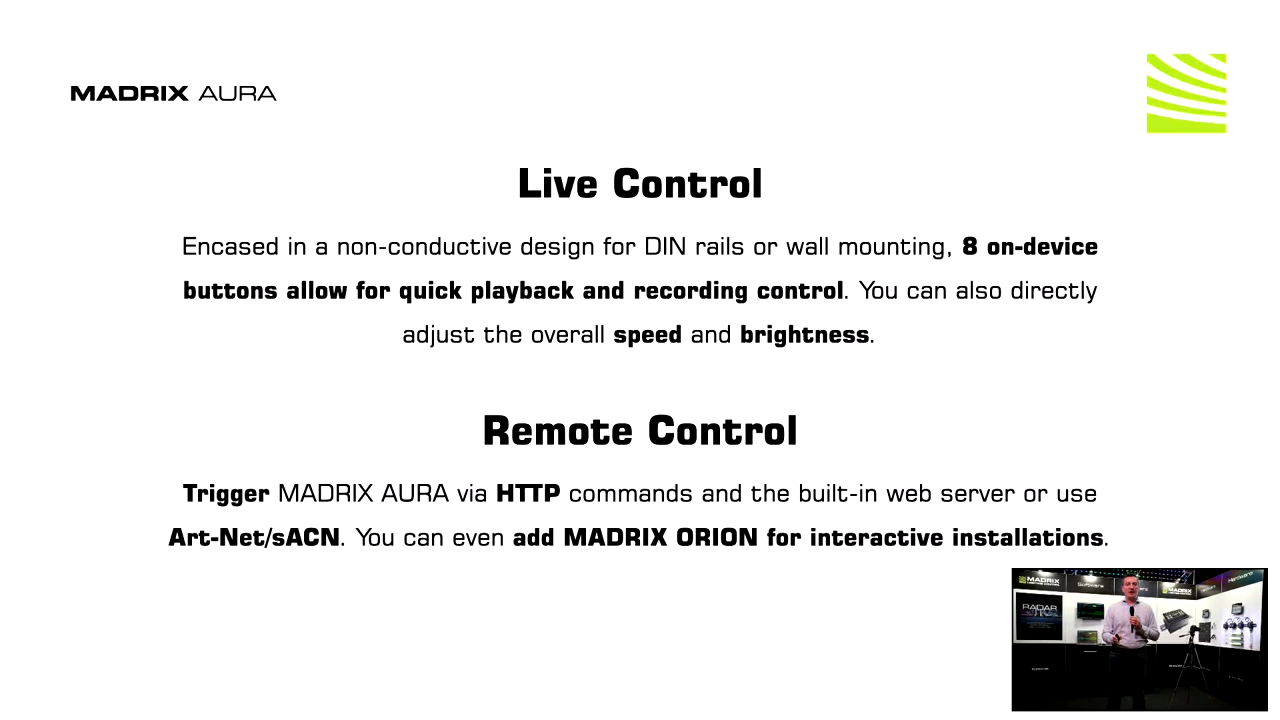 MADRIX AURA
Live Control
Encased in a non-conductive design for DIN rails or wall mounting, 8 on-device
buttons allow for quick playback and recording control. You can also directly
adjust the overall speed and brightness.
Remote Control
Trigger MADRIX AURA via HTTP commands and the built-in web server or use
Art-Net/sACN. You can even add MADRIX ORION for interactive installations.
MADRIX
Software
MADRIX
Hardware
RADAR